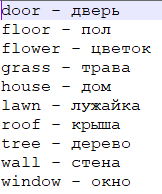 door - дверь
floor - пол
flower - цветок
grass - трава
house - дом
lawn - лужайка
roof - крыша
tree - дерево
wall - стена
window - окно